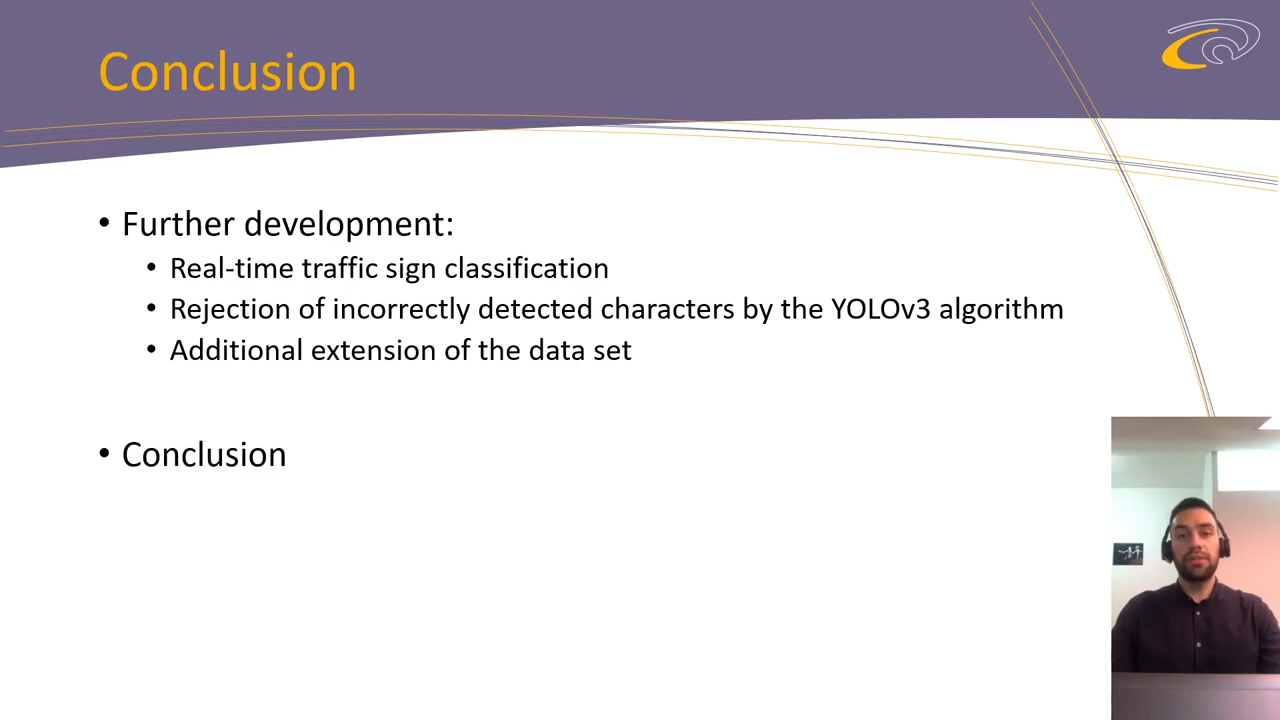 Conclusion
• Further development:
• Real-time traffic sign classification
• Rejection of incorrectly detected characters by the YOLOv3 algorithm
• Additional extension of the data set
• Conclusion